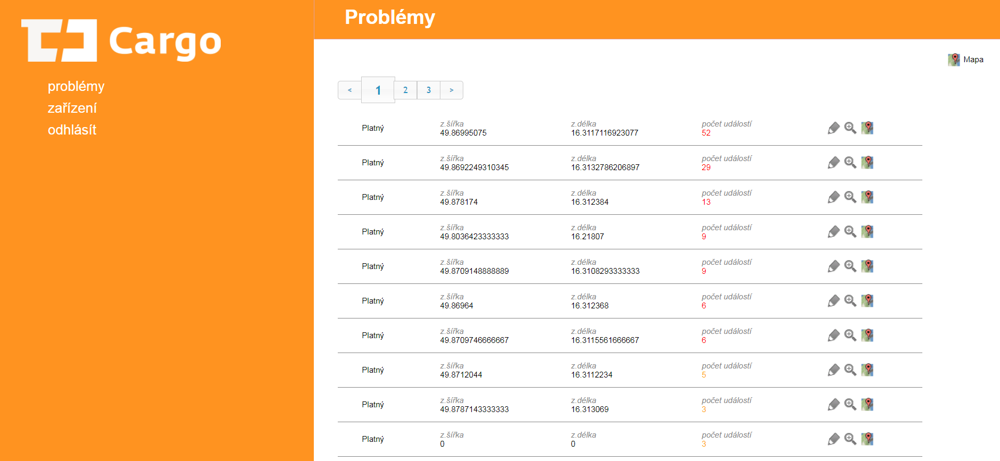 Cargo
problémy
zařízení
odhlásít
Problémy
Mapa
< 1 2 3 >
Platný z.šířka 49.86995075 z.délka 16.3117116923077 počet událostí 52
Platný z.šířka 49.8692249310345 z.délka 16.3132786206897 počet událostí 29
Platný z.šířka 49.878174 z.délka 16.312384 počet událostí 13
Platný z.šířka 49.8036423333333 z.délka 16.21807 počet událostí 9
Platný z.šířka 49.8709148888889 z.délka 16.3108293333333 počet událostí 9
Platný z.šířka 49.86964 z.délka 16.312368 počet událostí 6
Platný z.šířka 49.8709746666667 z.délka 16.3115561666667 počet událostí 6
Platný z.šířka 49.8712044 z.délka 16.3112234 počet událostí 5
Platný z.šířka 49.8787143333333 z.délka 16.313069 počet událostí 3
Platný z.šířka 0 z.délka 0 počet událostí 3